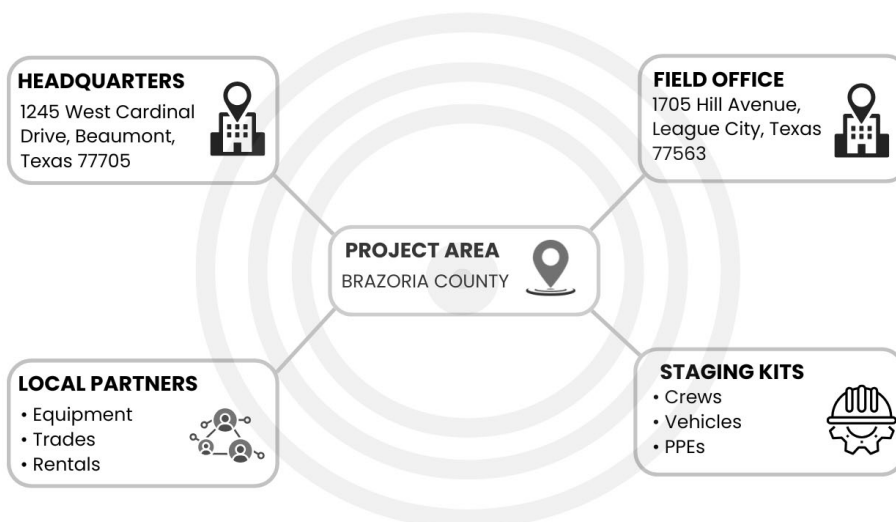 HEADQUARTERS
1245 West Cardinal
Drive, Beaumont,
Texas 77705
FIELD OFFICE
1705 Hill Avenue,
League City, Texas
77563
PROJECT AREA
BRAZORIA COUNTY
LOCAL PARTNERS
• Equipment
• Trades
• Rentals
STAGING KITS
• Crews
• Vehicles
• PPEs